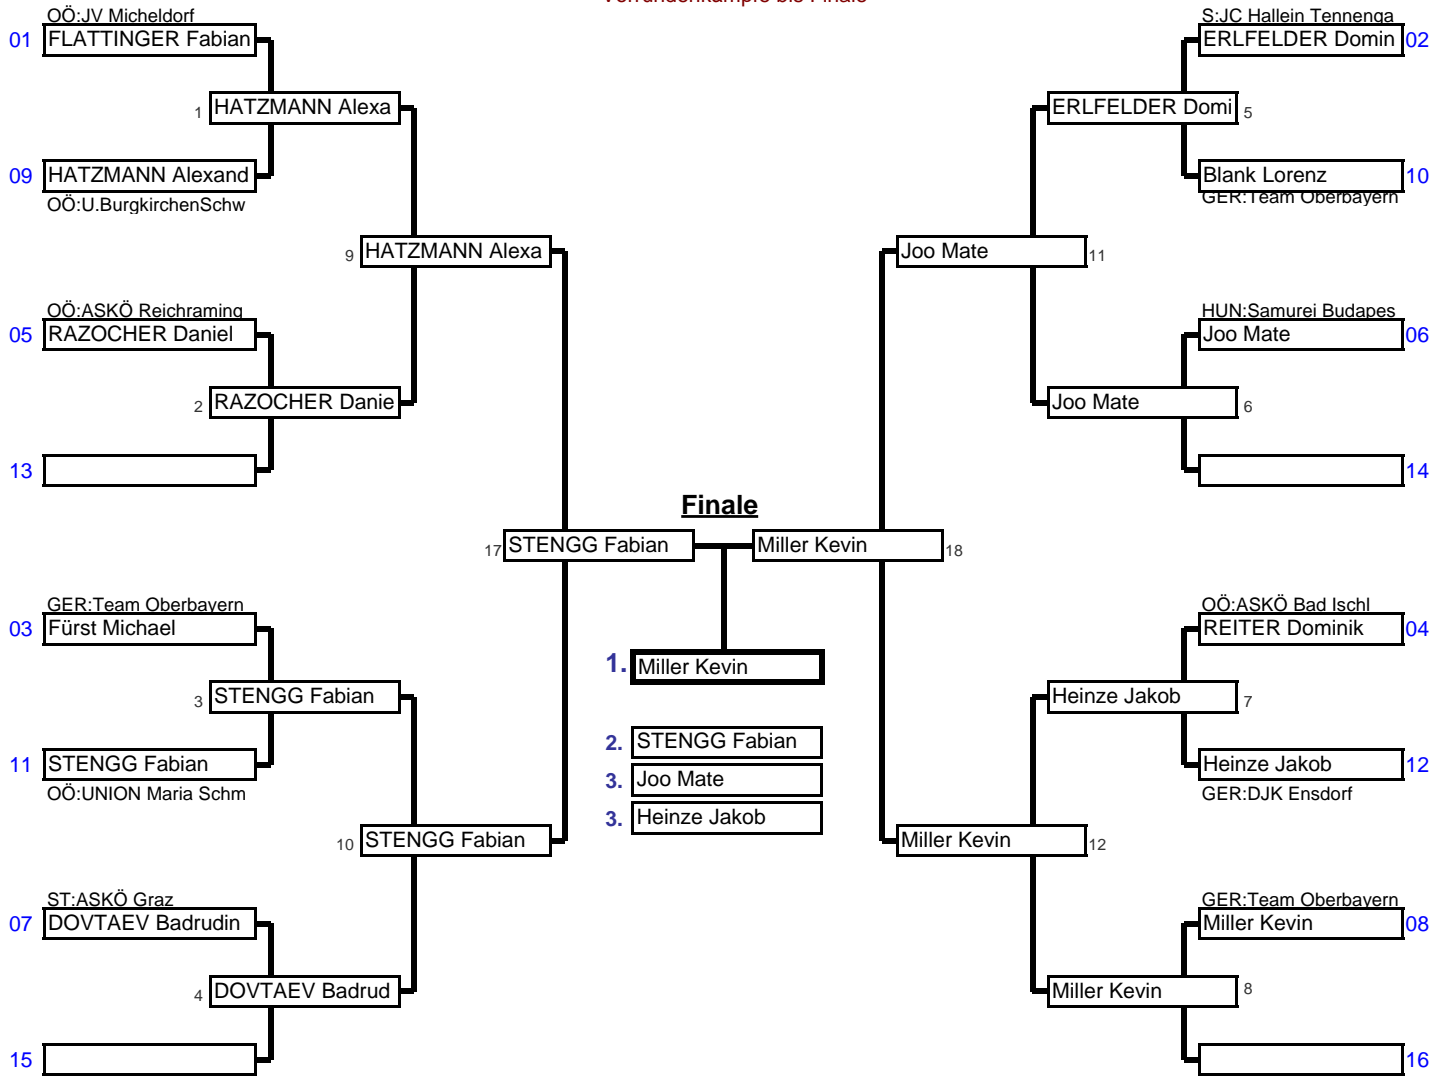 Vorrundenkämpfe bis Finale
OÖ:JV Micheldorf
01 FLATTINGER Fabian
1 HATZMANN Alexa
09 HATZMANN Alexand
OÖ:U.BurgkirchenSchw
9 HATZMANN Alexa
OÖ:ASKÖ Reichraming
05 RAZOCHER Daniel
2 RAZOCHER Danie
13
17 STENGG Fabian
GER:Team Oberbayern
03 Fürst Michael
3 STENGG Fabian
11 STENGG Fabian
OÖ:UNION Maria Schm
10 STENGG Fabian
ST:ASKÖ Graz
07 DOVTAEV Badrudin
4 DOVTAEV Badrud
15
Finale
1. Miller Kevin
2. STENGG Fabian
3. Joo Mate
3. Heinze Jakob
S:JC Hallein Tennenga
ERLFELDER Domin 02
ERLFELDER Domi 5
Blank Lorenz 10
GER:Team Oberbayern
Joo Mate 11
HUN:Samurei Budapes
Joo Mate 06
Joo Mate 6
14
Miller Kevin 18
OÖ:ASKÖ Bad Ischl
REITER Dominik 04
Heinze Jakob 7
Heinze Jakob 12
GER:DJK Ensdorf
Miller Kevin 12
GER:Team Oberbayern
Miller Kevin 08
Miller Kevin 8
16